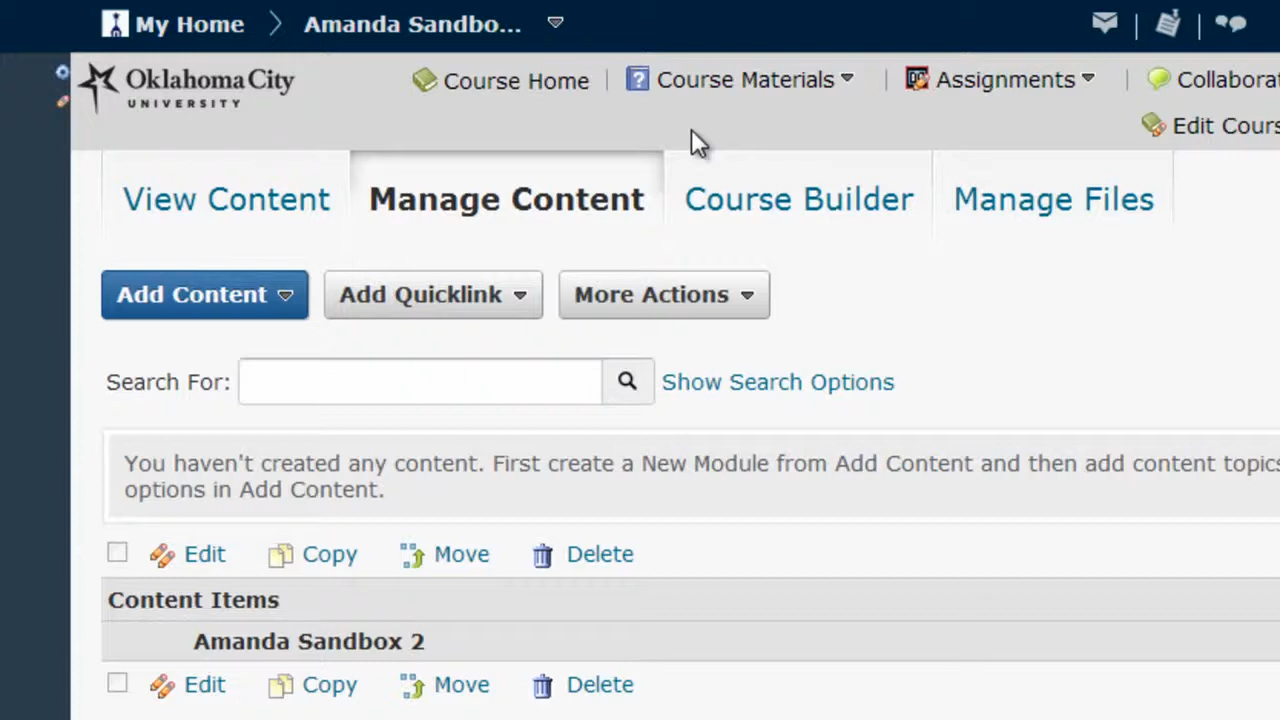 My Home
Amanda Sandbo...
Oklahoma City
UNIVERSITY
Course Home
Course Materials
Assignments
Collabora
Edit Cours
View Content
Manage Content
Course Builder
Manage Files
Add Content
Add Quicklink
More Actions
Search For:
Show Search Options
You haven't created any content. First create a New Module from Add Content and then add content topics
options in Add Content.
Edit
Copy
Move
Delete
Content Items
Amanda Sandbox 2
Edit
Copy
Move
Delete